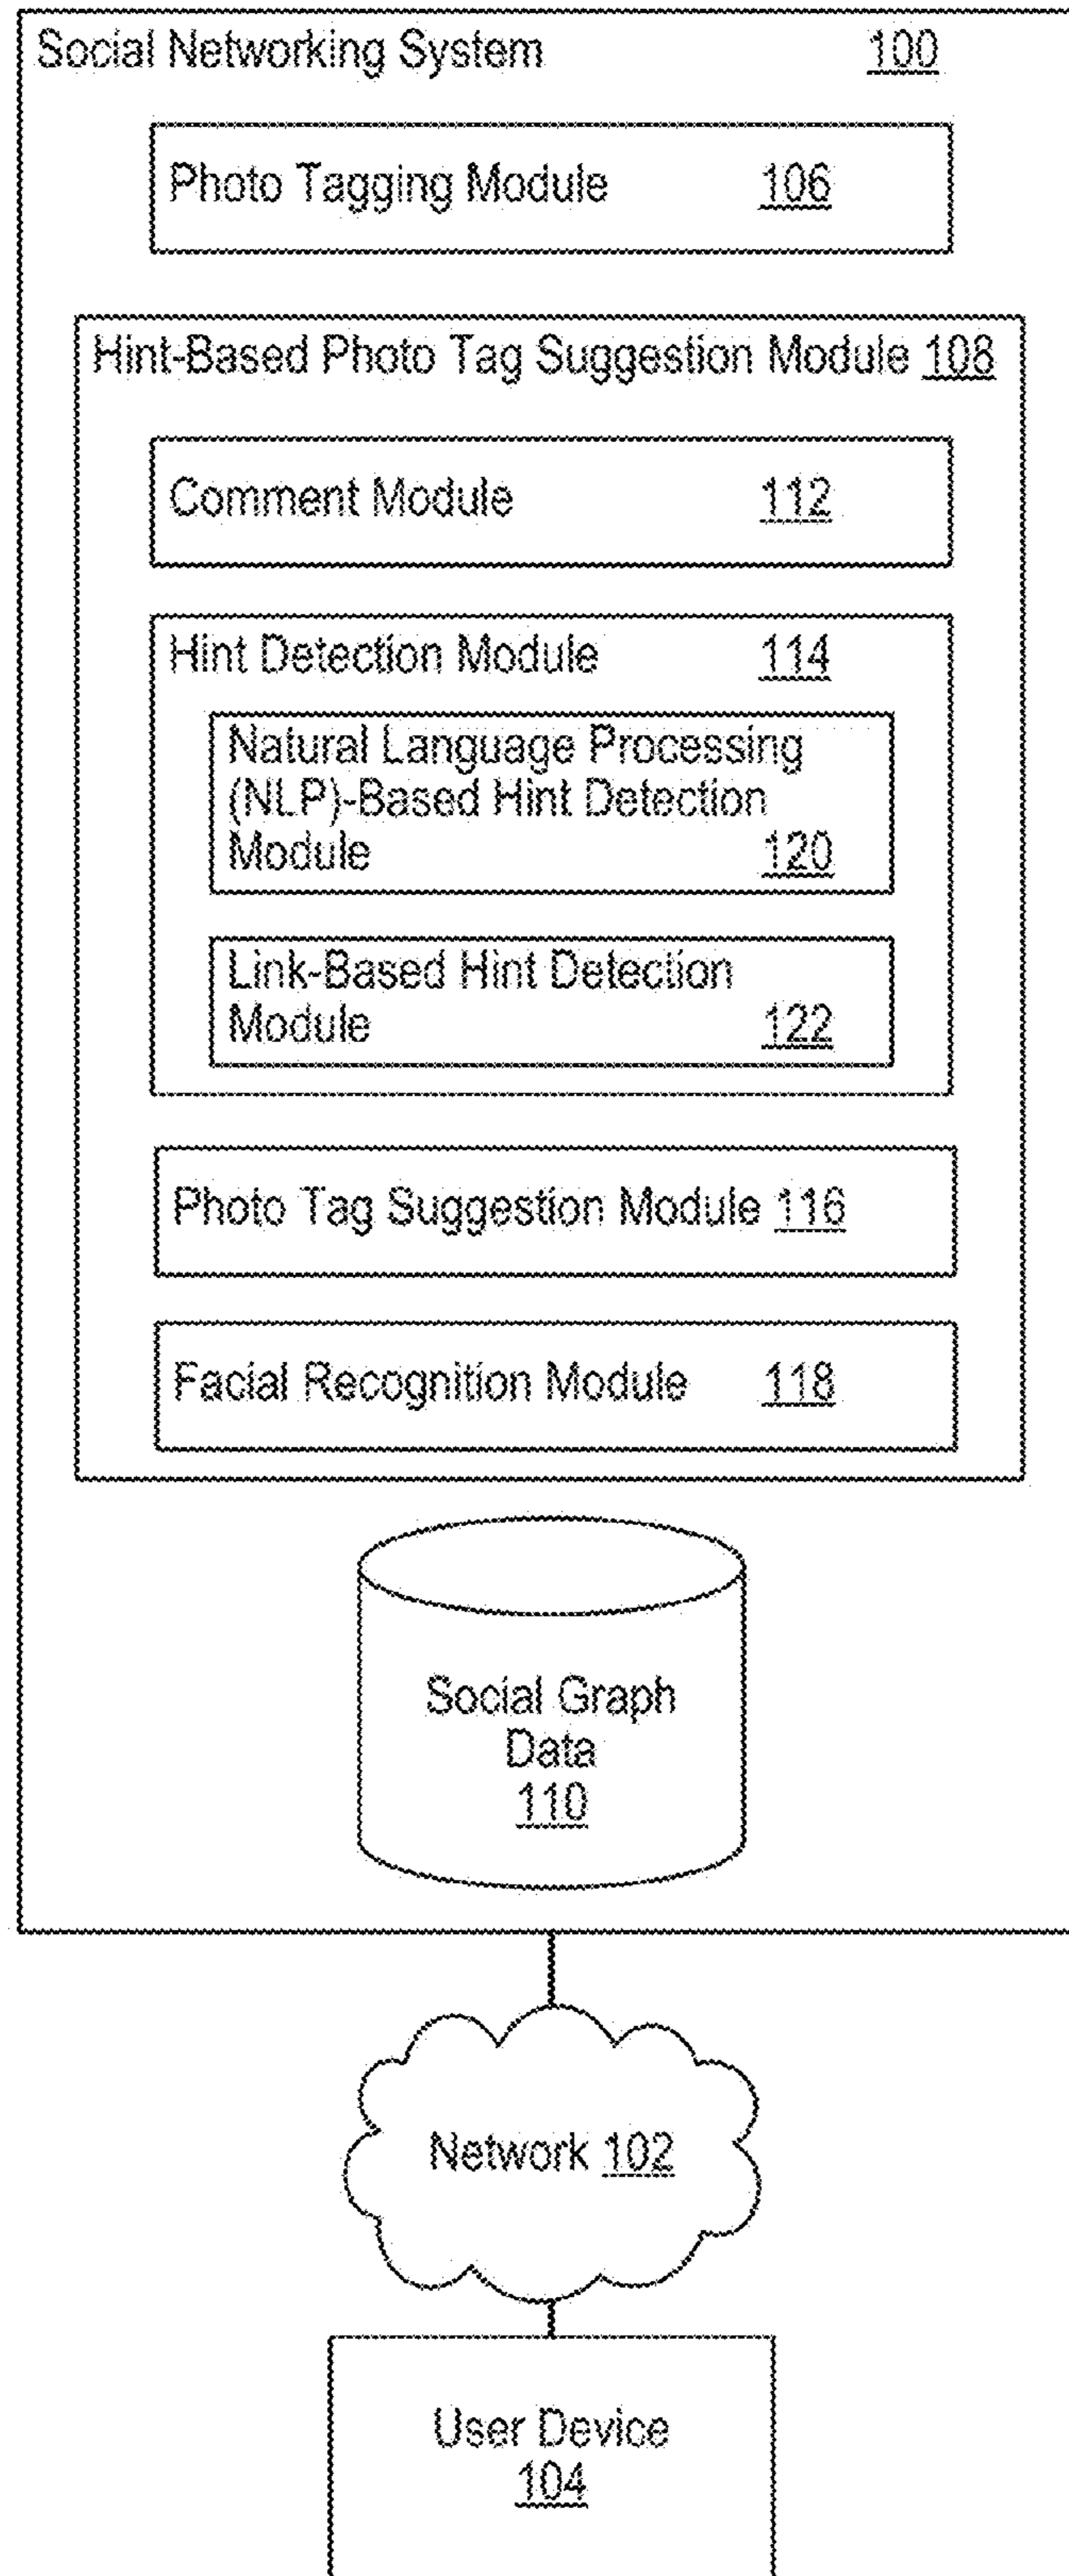 Social Networking System 100
Photo Tagging Module 106
Hint-Based Photo Tag Suggestion Module 108
Comment Module 112
Hint Detection Module 114
Natural Language Processing
(NLP)-Based Hint Detection
Module 120
Link-Based Hint Detection
Module 122
Photo Tag Suggestion Module 116
Facial Recognition Module 118
Social Graph
Data
110
Network 102
User Device
104